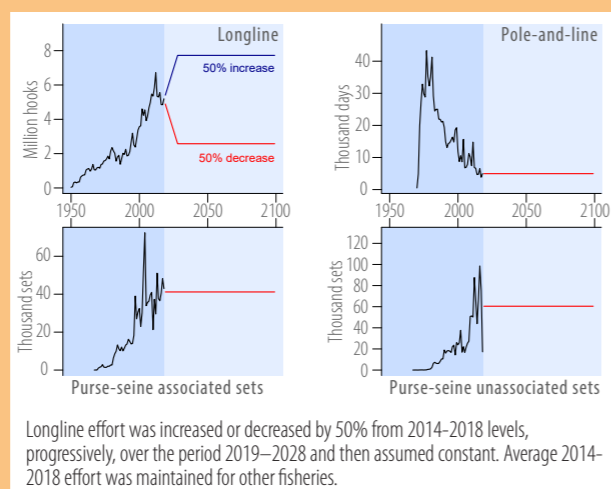 Longline
8
6
4
2
0
Million hooks
50% increase
50% decrease
1950 2000 2050 2100
Pole-and-line
40
30
20
10
0
Thousand days
1950 2000 2050 2100
60
40
20
0
Thousand sets
Purse-seine associated sets
120
100
80
60
40
20
0
Thousand sets
Purse-seine unassociated sets
Longline effort was increased or decreased by 50% from 2014-2018 levels,
progressively, over the period 2019–2028 and then assumed constant. Average 2014-
2018 effort was maintained for other fisheries.